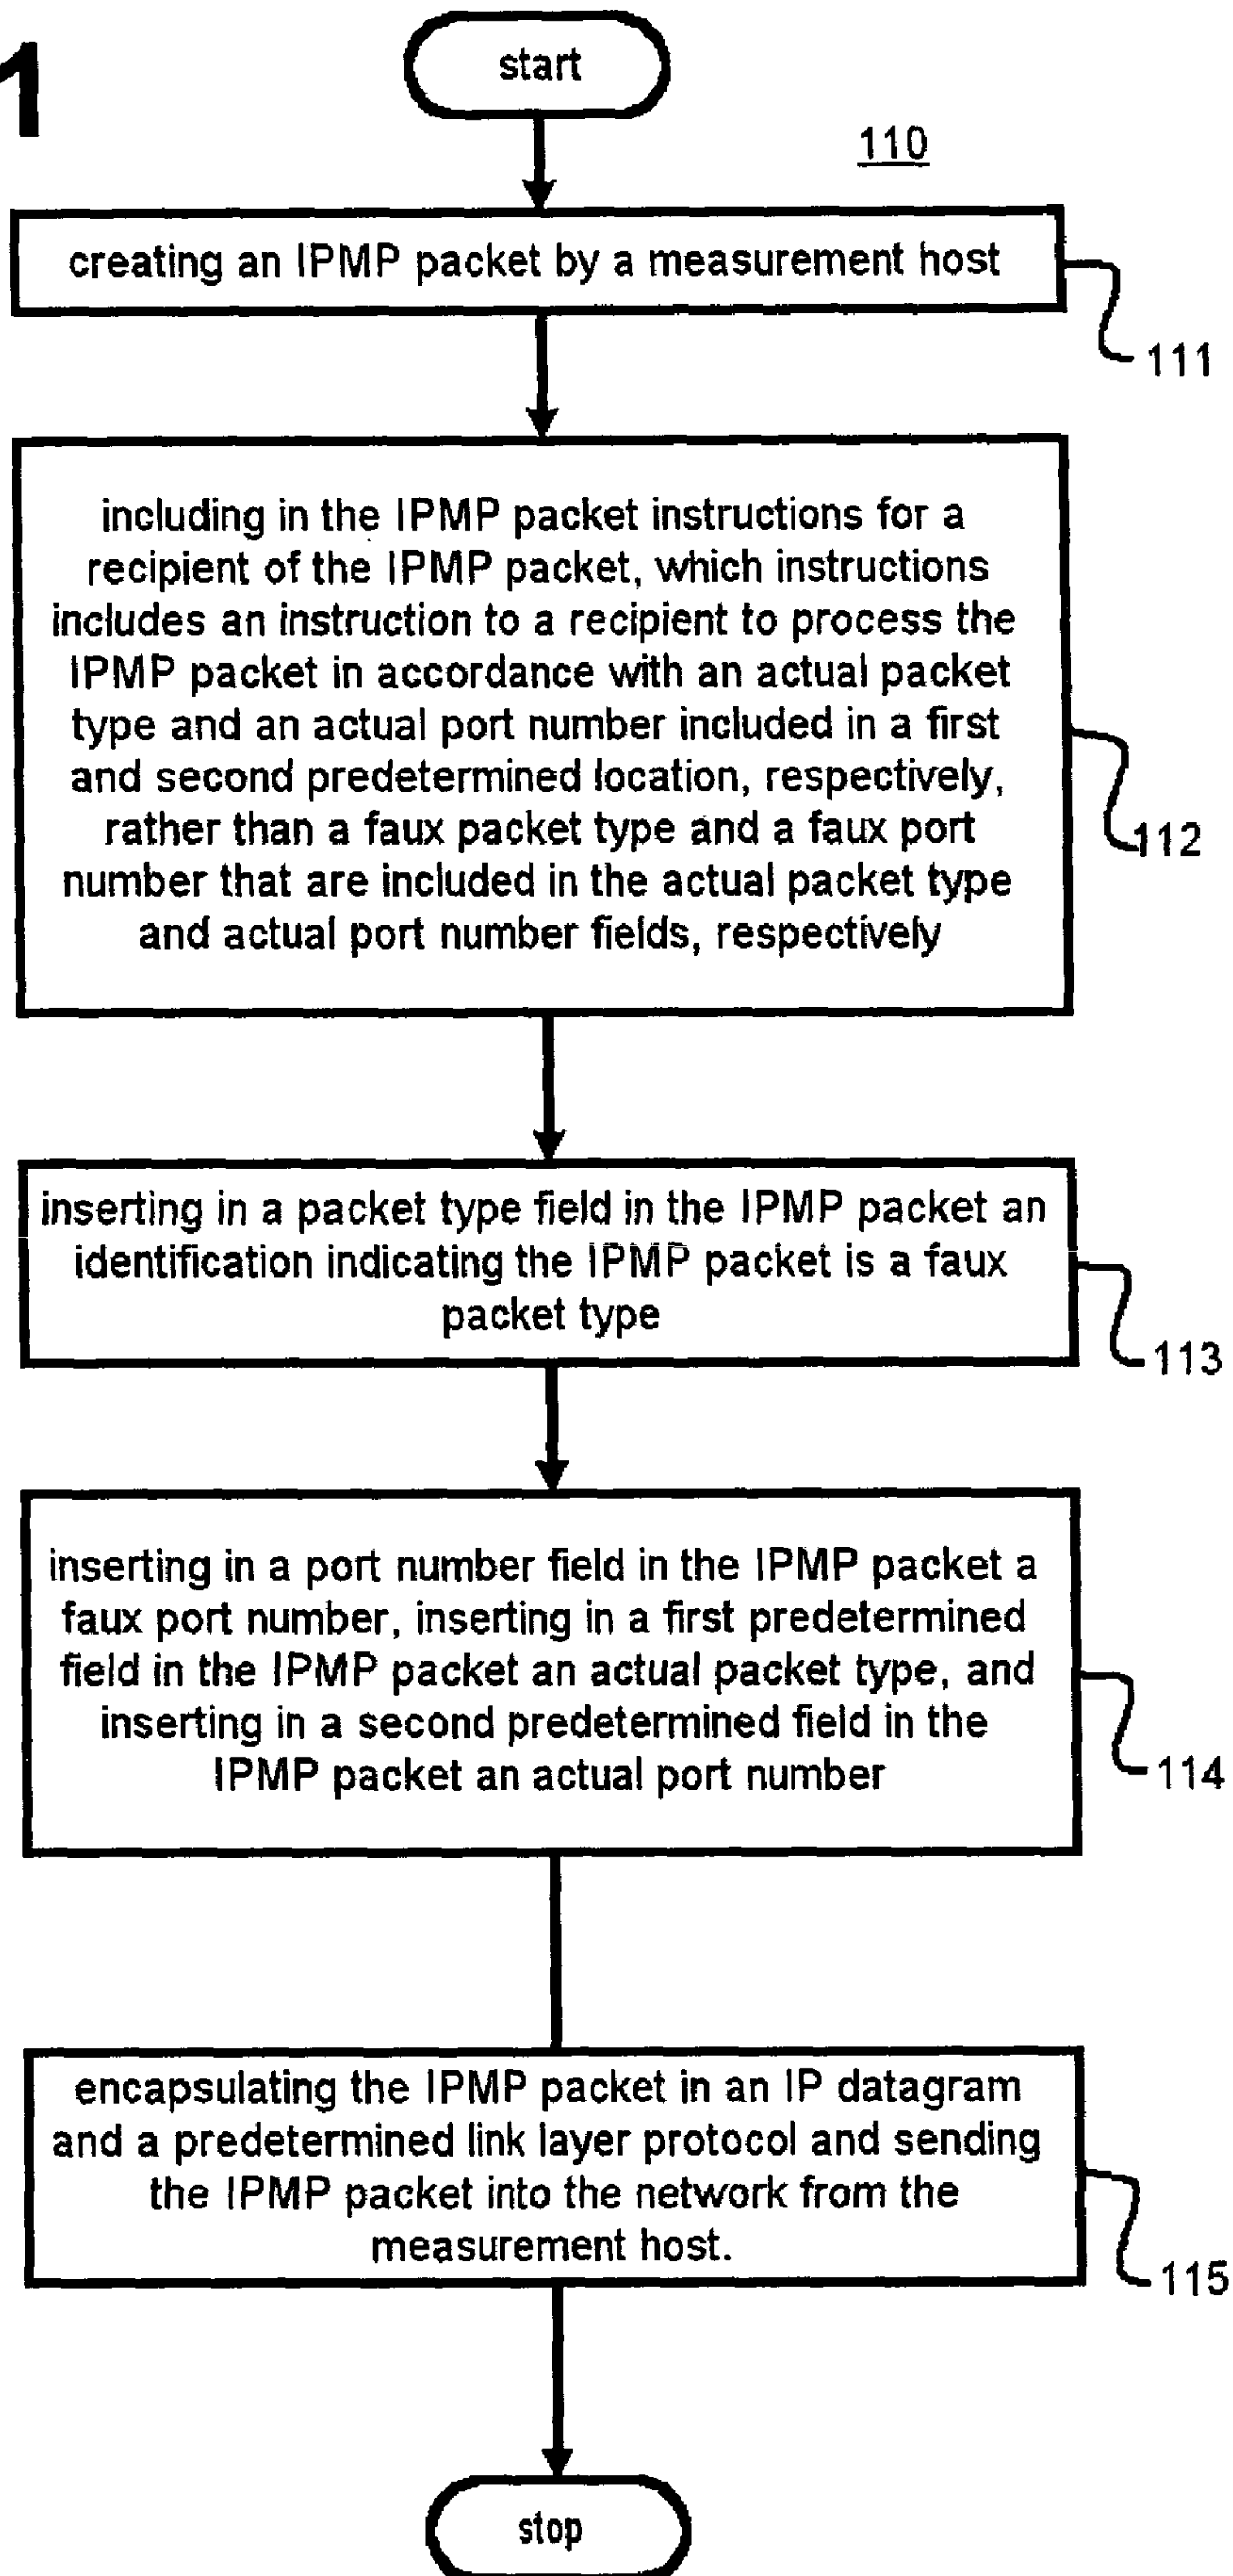 1
start
110
creating an IPMP packet by a measurement host
111
including in the IPMP packet instructions for a
recipient of the IPMP packet, which instructions
includes an instruction to a recipient to process the
IPMP packet in accordance with an actual packet
type and an actual port number included in a first
and second predetermined location, respectively,
rather than a faux packet type and a faux port
number that are included in the actual packet type
and actual port number fields, respectively
112
inserting in a packet type field in the IPMP packet an
identification indicating the IPMP packet is a faux
packet type
113
inserting in a port number field in the IPMP packet a
faux port number, inserting in a first predetermined
field in the IPMP packet an actual packet type, and
inserting in a second predetermined field in the
IPMP packet an actual port number
114
encapsulating the IPMP packet in an IP datagram
and a predetermined link layer protocol and sending
the IPMP packet into the network from the
measurement host.
115
stop